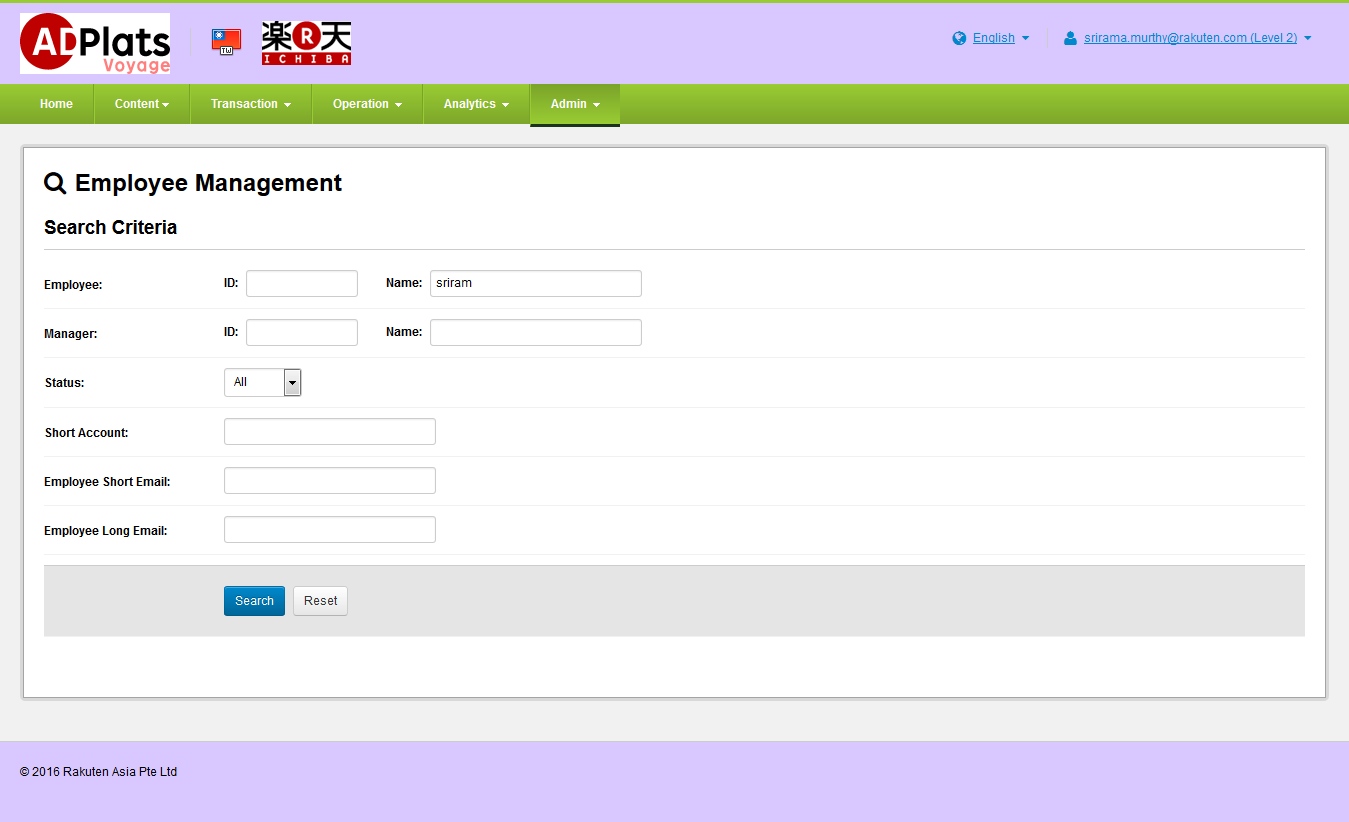 ADPlats
Voyage
TW
楽R天
ICHIBA
English
srirama.murthy@rakuten.com (Level 2)
Home Content Transaction Operation Analytics Admin
Employee Management
Search Criteria
Employee: ID: Name: sriram
Manager: ID: Name:
Status: All
Short Account:
Employee Short Email:
Employee Long Email:
Search Reset
© 2016 Rakuten Asia Pte Ltd